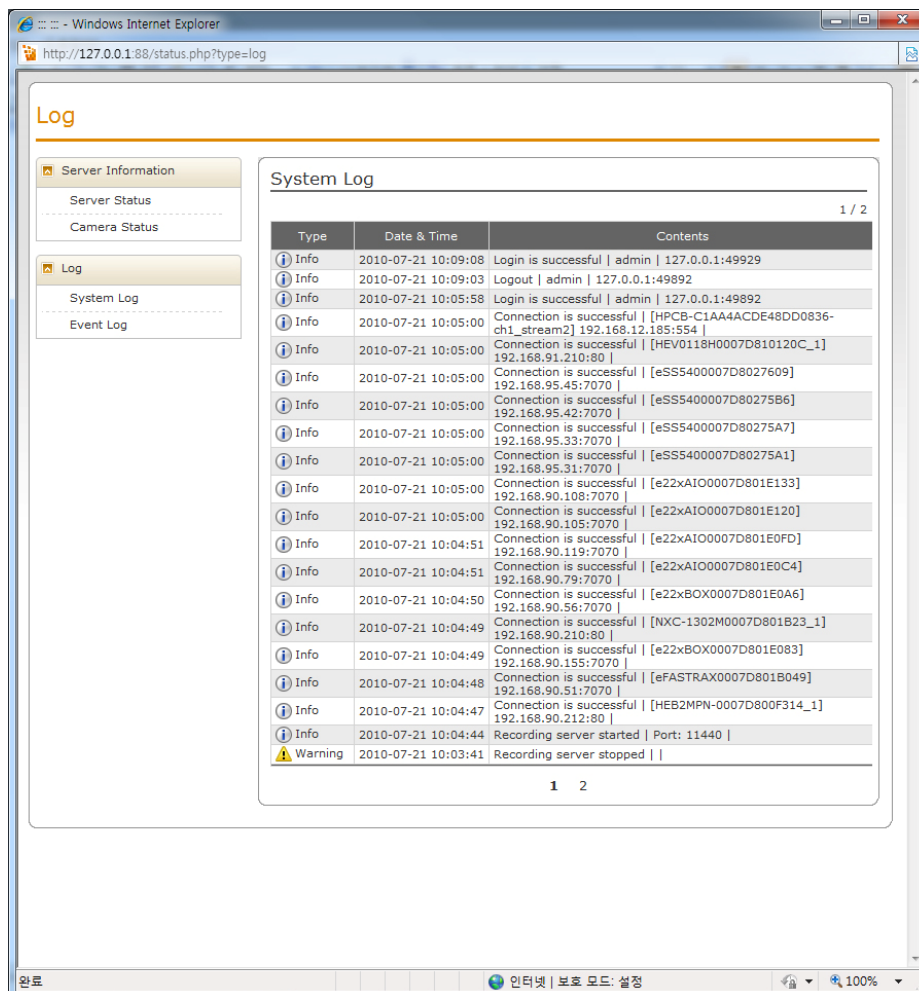 ::: ::: - Windows Internet Explorer
http://127.0.0.1:88/status.php?type=log
Log
Server Information
Server Status
Camera Status
Log
System Log
Event Log
System Log
1 / 2
Type Date & Time Contents
Info 2010-07-21 10:09:08 Login is successful | admin | 127.0.0.1:49929
Info 2010-07-21 10:09:03 Logout | admin | 127.0.0.1:49892
Info 2010-07-21 10:05:58 Login is successful | admin | 127.0.0.1:49892
Info 2010-07-21 10:05:00 Connection is successful | [HPCB-C1AA4ACDE48DD0836-
ch1_stream2] 192.168.12.185:554 |
Info 2010-07-21 10:05:00 Connection is successful | [HEV0118H0007D810120C_1]
192.168.91.210:80 |
Info 2010-07-21 10:05:00 Connection is successful | [eSS5400007D8027609]
192.168.95.45:7070 |
Info 2010-07-21 10:05:00 Connection is successful | [eSS5400007D80275B6]
192.168.95.42:7070 |
Info 2010-07-21 10:05:00 Connection is successful | [eSS5400007D80275A7]
192.168.95.33:7070 |
Info 2010-07-21 10:05:00 Connection is successful | [eSS5400007D80275A1]
192.168.95.31:7070 |
Info 2010-07-21 10:05:00 Connection is successful | [e22xAIO0007D801E133]
192.168.90.108:7070 |
Info 2010-07-21 10:05:00 Connection is successful | [e22xAIO0007D801E120]
192.168.90.105:7070 |
Info 2010-07-21 10:04:51 Connection is successful | [e22xAIO0007D801E0FD]
192.168.90.119:7070 |
Info 2010-07-21 10:04:51 Connection is successful | [e22xAIO0007D801E0C4]
192.168.90.79:7070 |
Info 2010-07-21 10:04:50 Connection is successful | [e22xBOX0007D801E0A6]
192.168.90.56:7070 |
Info 2010-07-21 10:04:49 Connection is successful | [NXC-1302M0007D801B23_1]
192.168.90.210:80 |
Info 2010-07-21 10:04:49 Connection is successful | [e22xBOX0007D801E083]
192.168.90.155:7070 |
Info 2010-07-21 10:04:48 Connection is successful | [eFASTRAX0007D801B049]
192.168.90.51:7070 |
Info 2010-07-21 10:04:47 Connection is successful | [HEB2MPN-0007D800F314_1]
192.168.90.212:80 |
Info 2010-07-21 10:04:44 Recording server started | Port: 11440 |
Warning 2010-07-21 10:03:41 Recording server stopped | |
1 2
완료 인터넷 | 보호 모드: 설정 100%